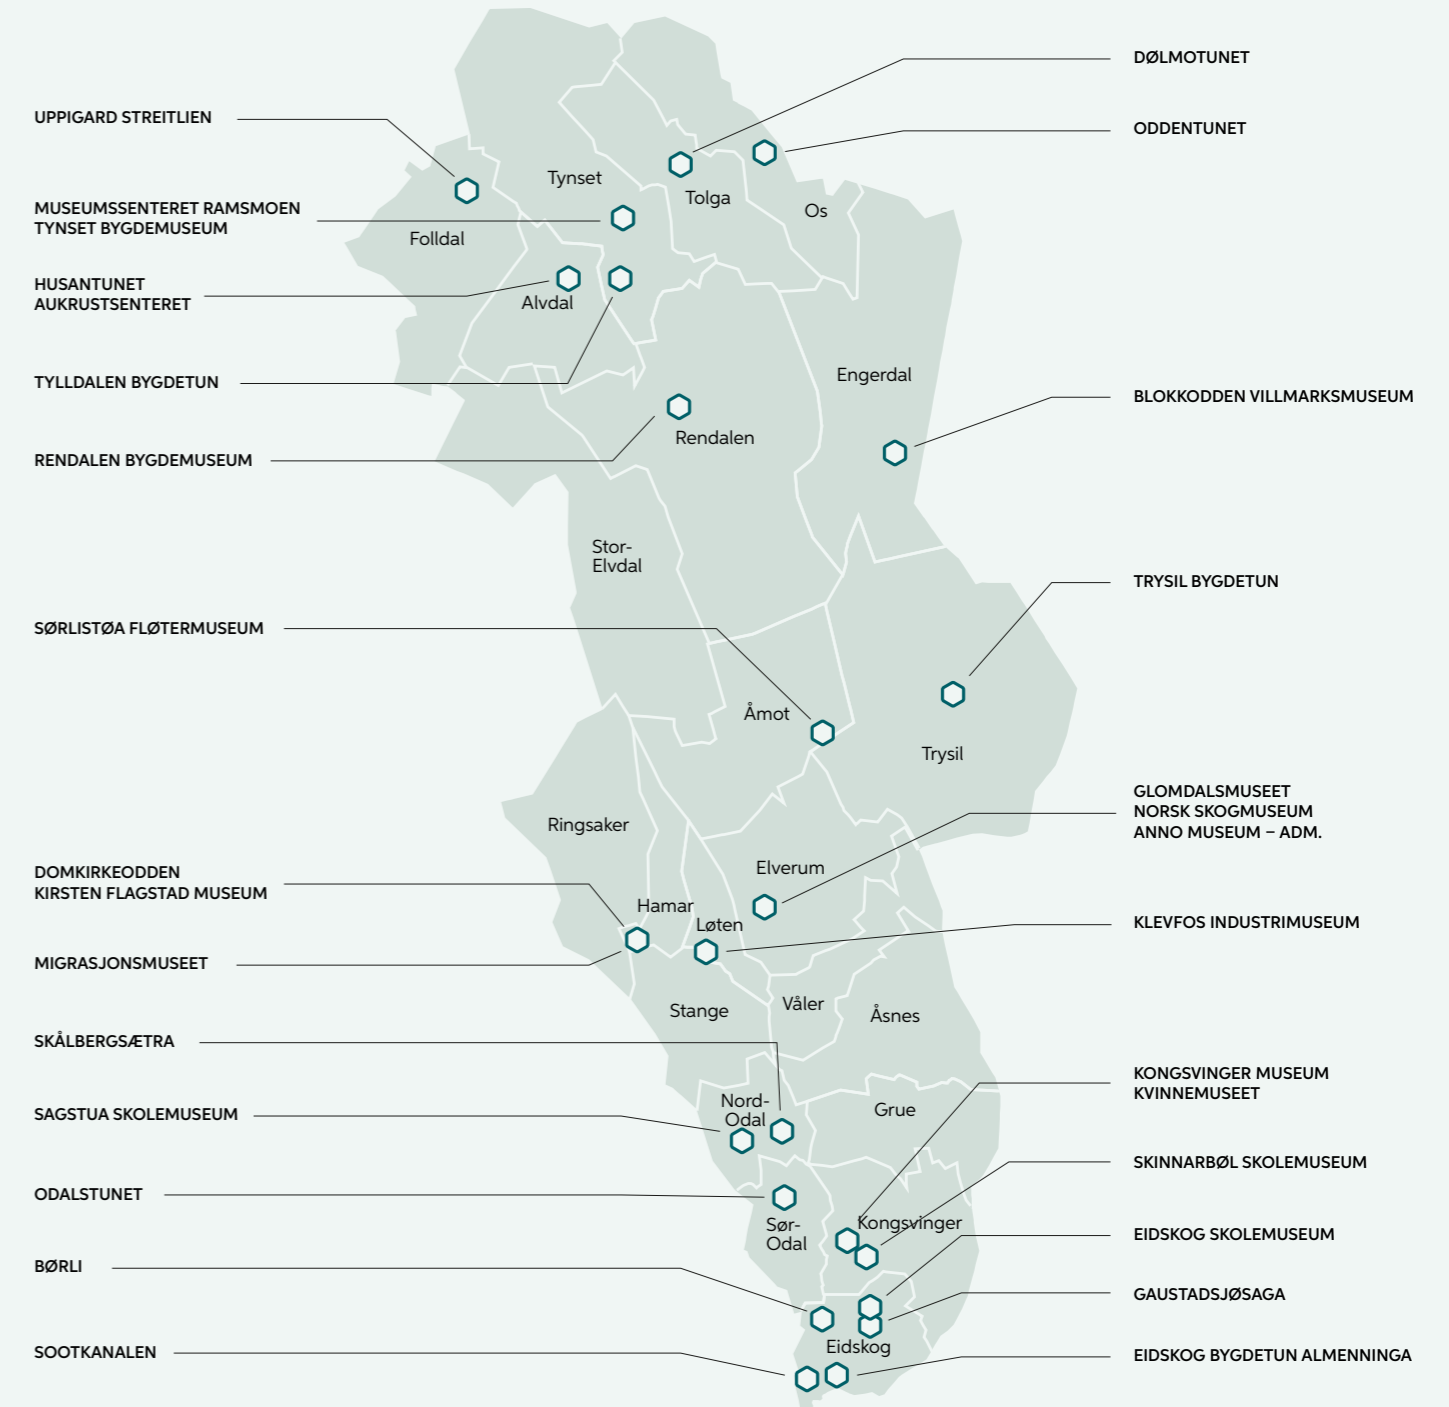 UPPIGARD STREITLIEN
MUSEUMSSENTERET RAMSMOEN
TYNSET BYGDEMUSEUM
HUSANTUNET
AUKRUSTSENTERET
TYLLDALEN BYGDETUN
RENDALEN BYGDEMUSEUM
SØRLISTØA FLØTERMUSEUM
DOMKIRKEODDEN
KIRSTEN FLAGSTAD MUSEUM
MIGRASJONSMUSEET
SKÅLBERGSÆTRA
SAGSTUA SKOLEMUSEUM
ODALSTUNET
BØRLI
SOOTKANALEN
Tynset
Tolga
Os
Folldal
Alvdal
Engerdal
Rendalen
Stor-
Elvdal
Åmot
Trysil
Ringsaker
Elverum
Hamar
Løten
Stange
Våler
Åsnes
Nord-
Odal
Grue
Sør-
Odal
Kongsvinger
Eidskog
DØLMOTUNET
ODDENTUNET
BLOKKODDEN VILLMARKSMUSEUM
TRYSIL BYGDETUN
GLOMDALSMUSEET
NORSK SKOGMUSEUM
ANNO MUSEUM – ADM.
KLEVFOS INDUSTRIMUSEUM
KONGSVINGER MUSEUM
KVINNEMUSEET
SKINNARBØL SKOLEMUSEUM
EIDSKOG SKOLEMUSEUM
GAUSTADSJØSAGA
EIDSKOG BYGDETUN ALMENNINGA